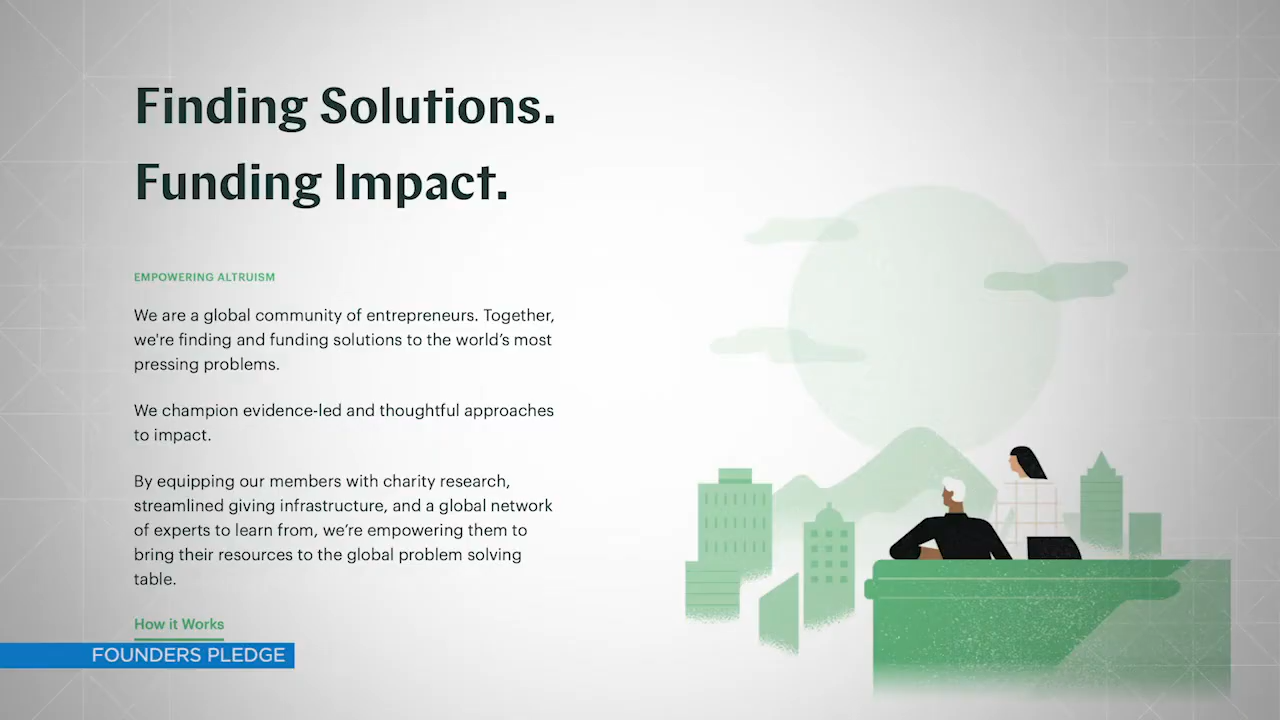 Finding Solutions.
Funding Impact.
EMPOWERING ALTRUISM
We are a global community of entrepreneurs. Together,
we're finding and funding solutions to the world’s most
pressing problems.
We champion evidence-led and thoughtful approaches
to impact.
By equipping our members with charity research,
streamlined giving infrastructure, and a global network
of experts to learn from, we’re empowering them to
bring their resources to the global problem solving
table.
How it Works
FOUNDERS PLEDGE